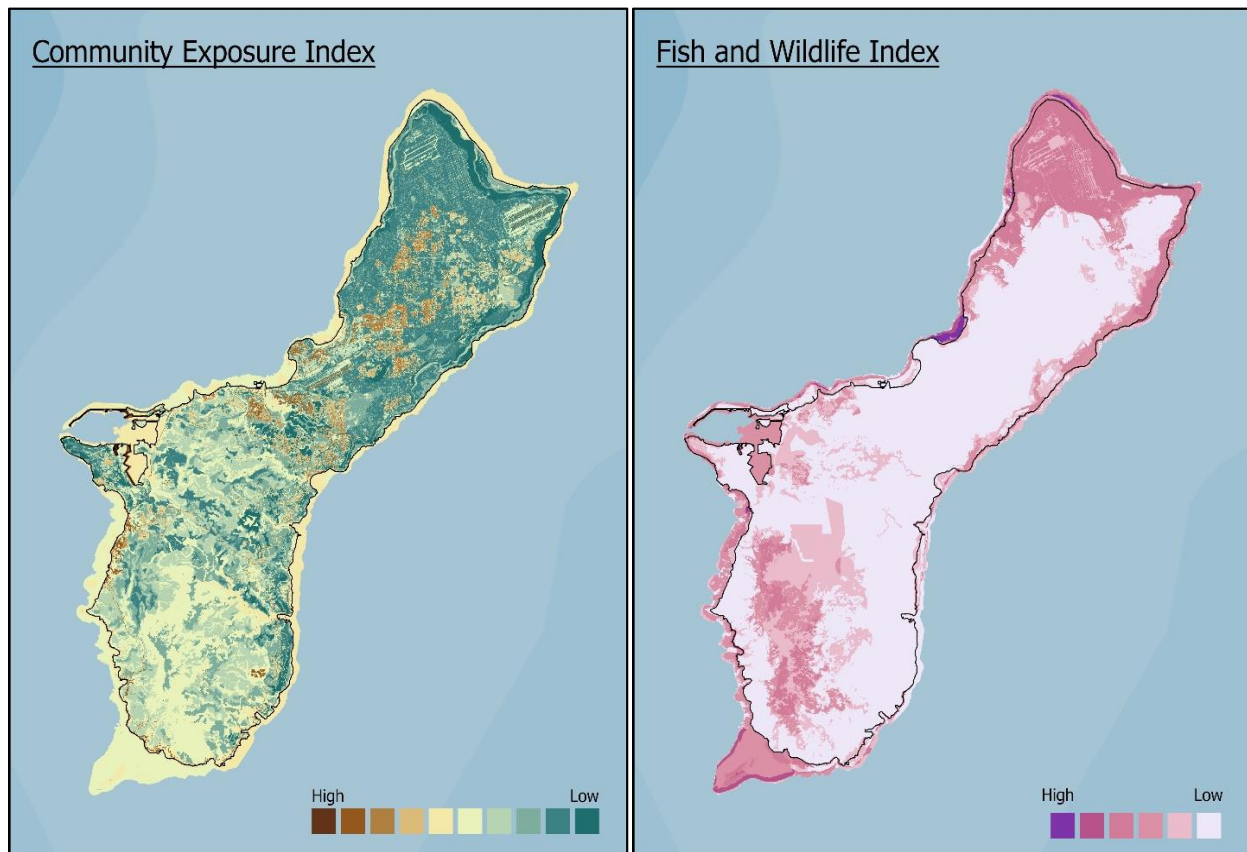 Community Exposure Index
High
Low
Fish and Wildlife Index
High
Low